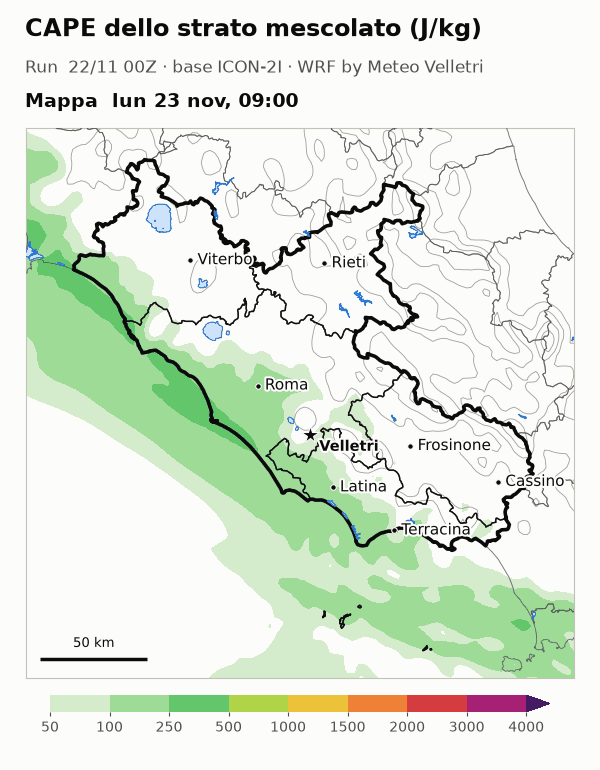 CAPE dello strato mescolato (J/kg)
Run  22/11 00Z · base ICON-2I · WRF by Meteo Velletri
Mappa  lun 23 nov, 09:00
Viterbo
Rieti
Roma
Velletri
Frosinone
Cassino
Latina
Terracina
50 km
50 100 250 500 1000 1500 2000 3000 4000